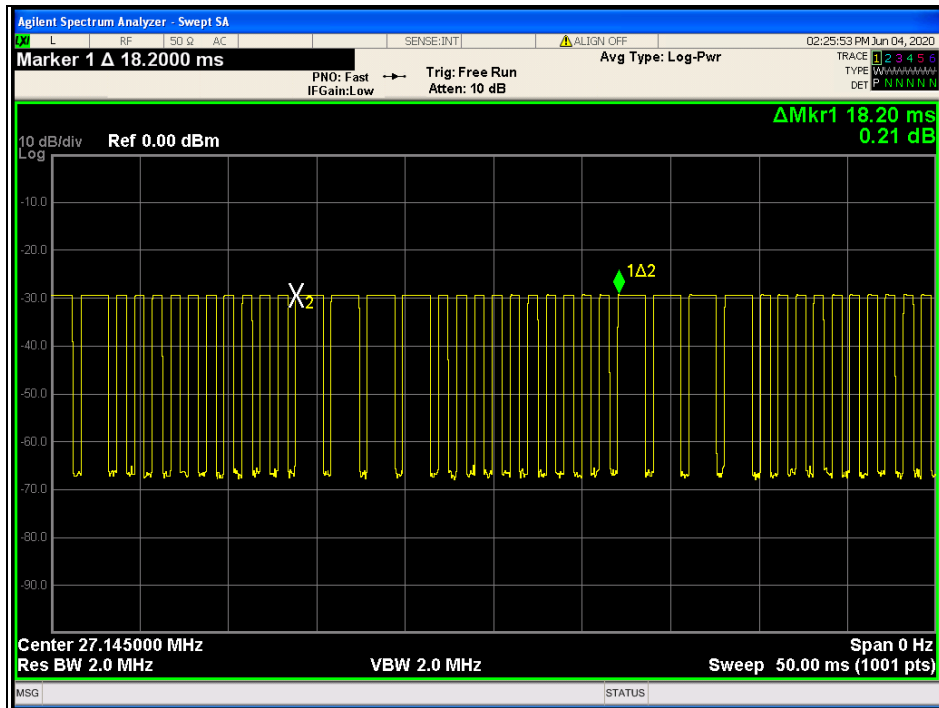 Agilent Spectrum Analyzer - Swept SA
LXI L RF 50 Ω AC SENSE:INT ALIGN OFF 02:25:53 PM Jun 04, 2020
Marker 1 Δ 18.2000 ms
PNO: Fast
IFGain:Low
Trig: Free Run
Atten: 10 dB
Avg Type: Log-Pwr
TRACE 1 2 3 4 5 6
TYPE WWWWWW
DET P N N N N N
ΔMkr1 18.20 ms
0.21 dB
10 dB/div Ref 0.00 dBm
Log
-10.0
-20.0
1Δ2
-30.0
2
-40.0
-50.0
-60.0
-70.0
-80.0
-90.0
Center 27.145000 MHz Span 0 Hz
Res BW 2.0 MHz VBW 2.0 MHz Sweep 50.00 ms (1001 pts)
MSG STATUS